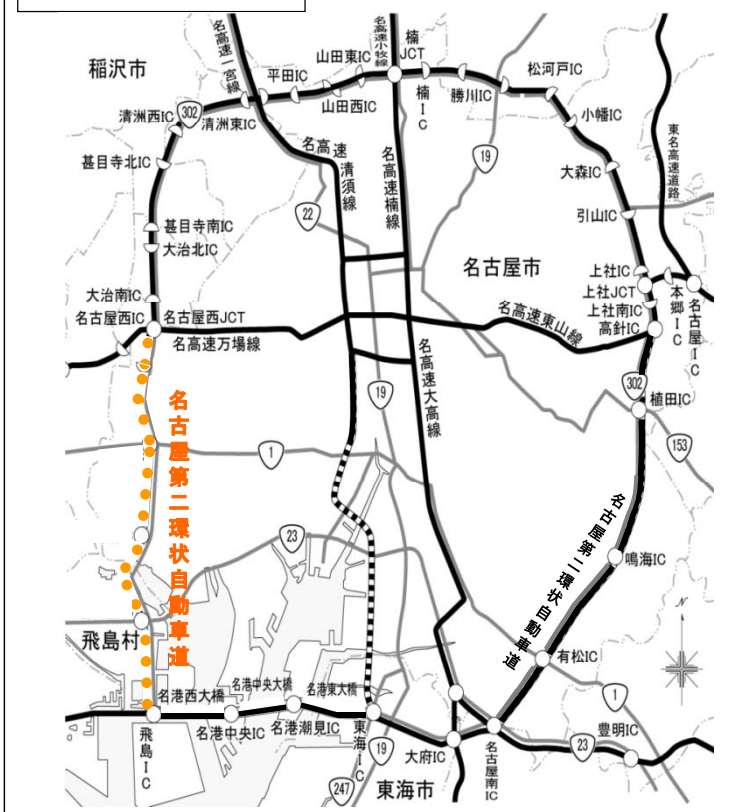 名高速一宮線
名高速小牧線
楠JCT
稲沢市
山田東IC
平田IC
山田西IC
楠IC
勝川IC
松河戸IC
302
清洲西IC
清洲東IC
小幡IC
甚目寺北IC
名高速清須線
名高速楠線
19
大森IC
東名高速道路
22
引山IC
甚目寺南IC
大治北IC
名古屋市
上社IC
上社JCT
上社南IC
高針IC
本郷IC
名古屋IC
大治南IC
名古屋西IC
名古屋西JCT
名高速万場線
名高速東山線
名高速大高線
302
植田IC
19
153
1
名古屋第二環状自動車道
23
名古屋第二環状自動車道
鳴海IC
飛島村
有松IC
N
1
名港西大橋
名港中央大橋
名港東大橋
飛島IC
名港中央IC
名港潮見IC
東海IC
19
大府IC
名古屋南IC
23
豊明IC
247
東海市